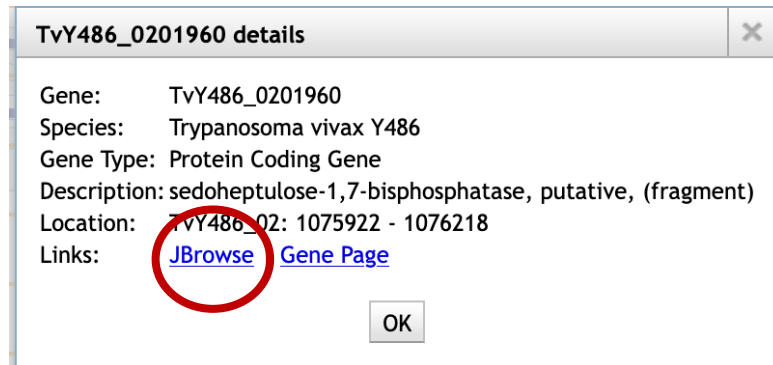 TvY486_0201960 details
Gene: TvY486_0201960
Species: Trypanosoma vivax Y486
Gene Type: Protein Coding Gene
Description: sedoheptulose-1,7-bisphosphatase, putative, (fragment)
Location: TvY486_02: 1075922 - 1076218
Links: JBrowse Gene Page
OK